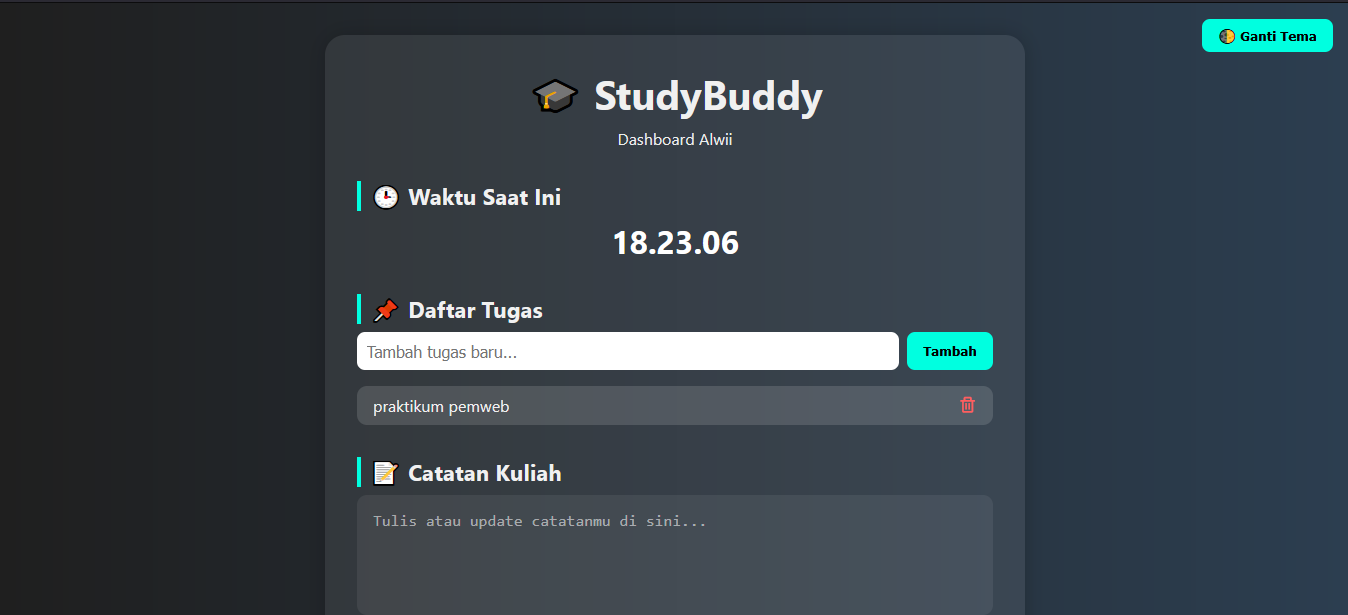 🌗 Ganti Tema
🎓 StudyBuddy
Dashboard Alwii
🕒 Waktu Saat Ini
18.23.06
📌 Daftar Tugas
Tambah tugas baru...
Tambah
praktikum pemweb
📝 Catatan Kuliah
Tulis atau update catatanmu di sini...